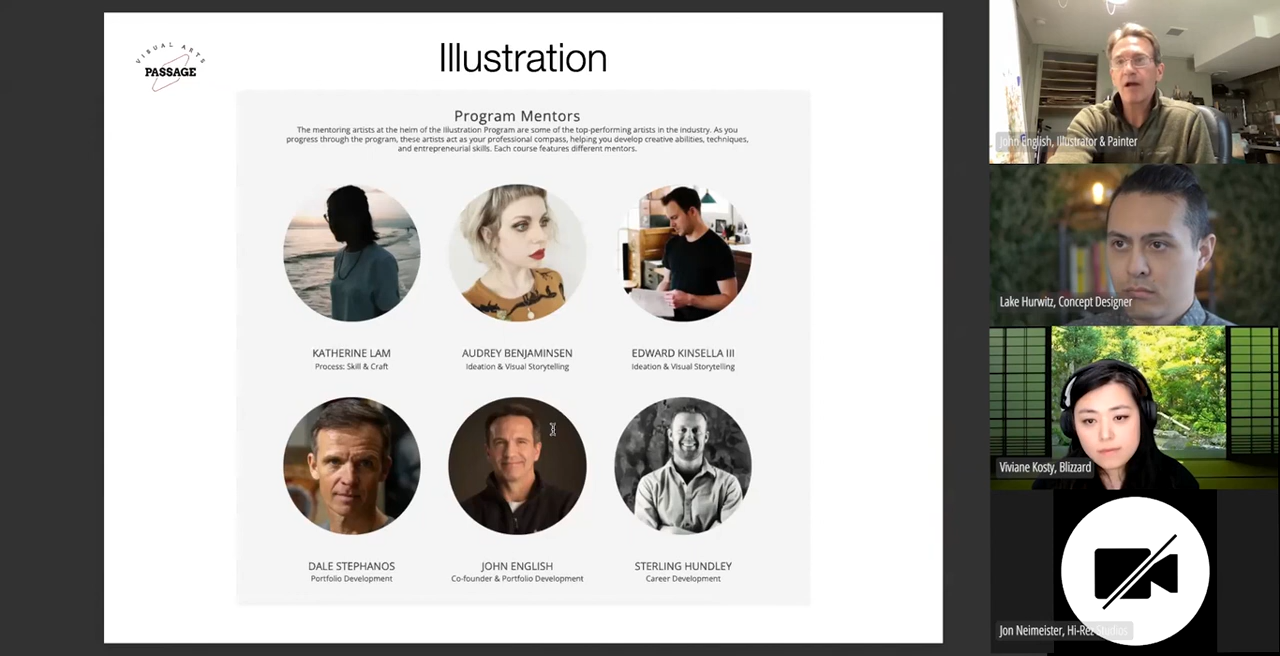 VISUAL ARTS
PASSAGE
Illustration
Program Mentors
The mentoring artists at the helm of the Illustration Program are some of the top-performing artists in the industry. As you
progress through the program, these artists act as your professional compass, helping you develop creative abilities, techniques,
and entrepreneurial skills. Each course features different mentors.
KATHERINE LAM
Process: Skill & Craft
AUDREY BENJAMINSEN
Ideation & Visual Storytelling
EDWARD KINSELLA III
Ideation & Visual Storytelling
DALE STEPHANOS
Portfolio Development
JOHN ENGLISH
Co-founder & Portfolio Development
STERLING HUNDLEY
Career Development
John English, Illustrator & Painter
Lake Hurwitz, Concept Designer
Viviane Kosty, Blizzard
Jon Neimeister, Hi-Rez Studios